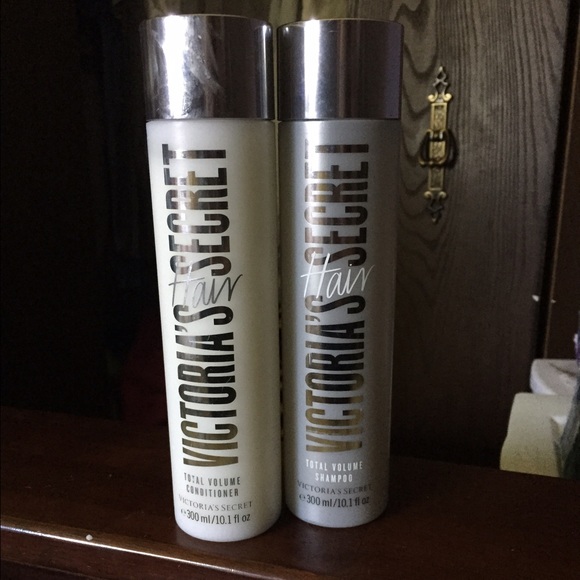 VICTORIA'S SECRET
Hair
TOTAL VOLUME
CONDITIONER
VICTORIA'S SECRET
℮300 ml/10.1 fl oz
VICTORIA'S SECRET
Hair
TOTAL VOLUME
SHAMPOO
VICTORIA'S SECRET
℮300 ml/10.1 fl oz